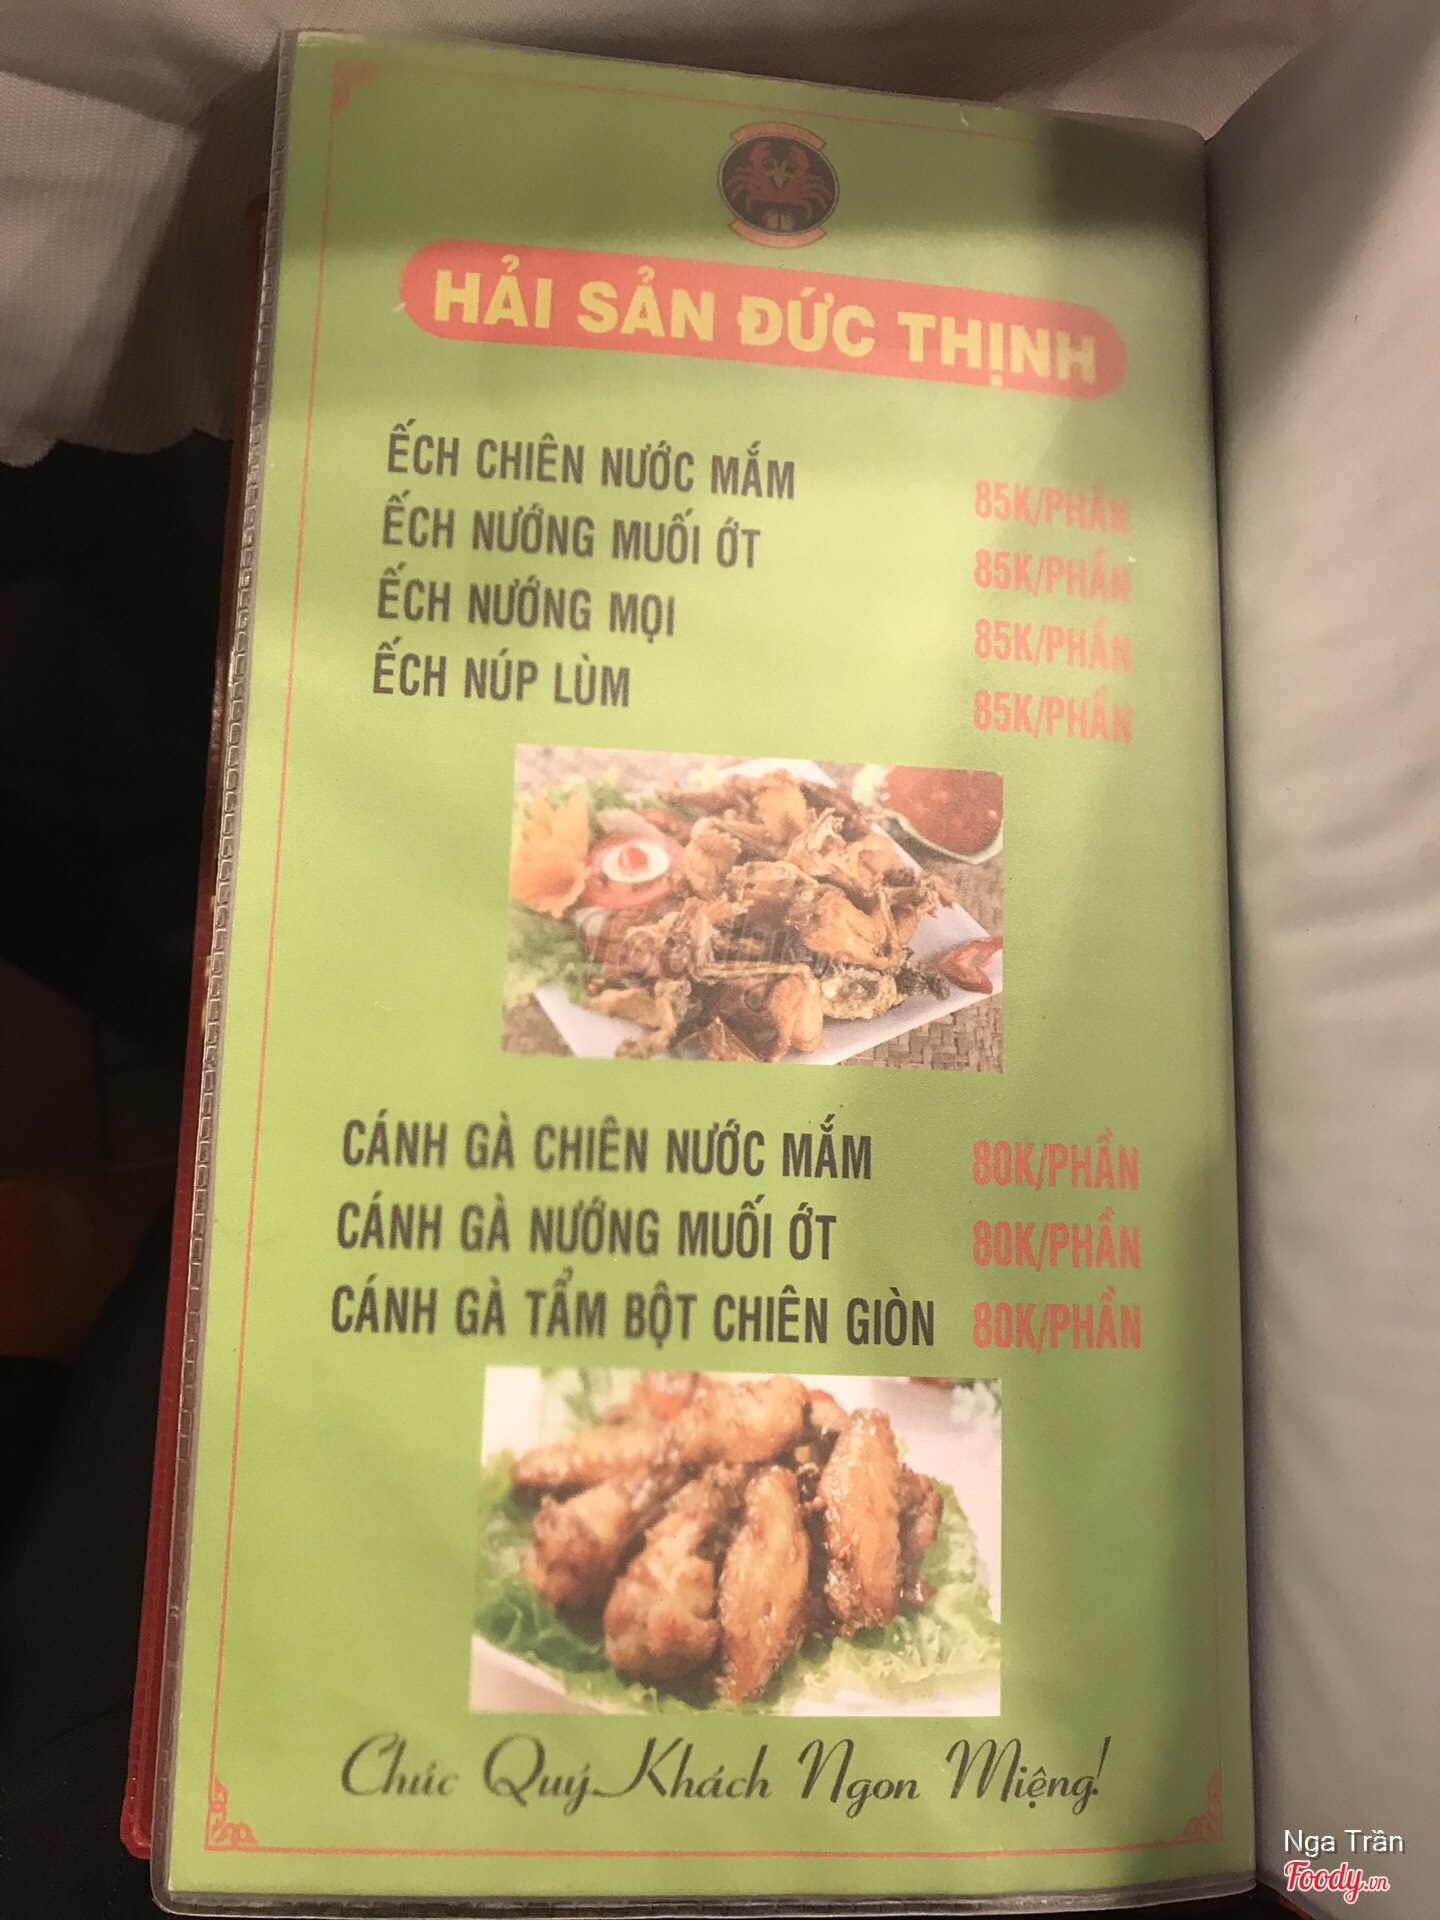 HẢI SẢN ĐỨC THỊNH
ẾCH CHIÊN NƯỚC MẮM 85K/PHẦN
ẾCH NƯỚNG MUỐI ỚT 85K/PHẦN
ẾCH NƯỚNG MỌI 85K/PHẦN
ẾCH NÚP LÙM 85K/PHẦN
Foody.vn
CÁNH GÀ CHIÊN NƯỚC MẮM 80K/PHẦN
CÁNH GÀ NƯỚNG MUỐI ỚT 80K/PHẦN
CÁNH GÀ TẨM BỘT CHIÊN GIÒN 80K/PHẦN
Chúc Quý Khách Ngon Miệng!
Nga Trần
Foody.vn